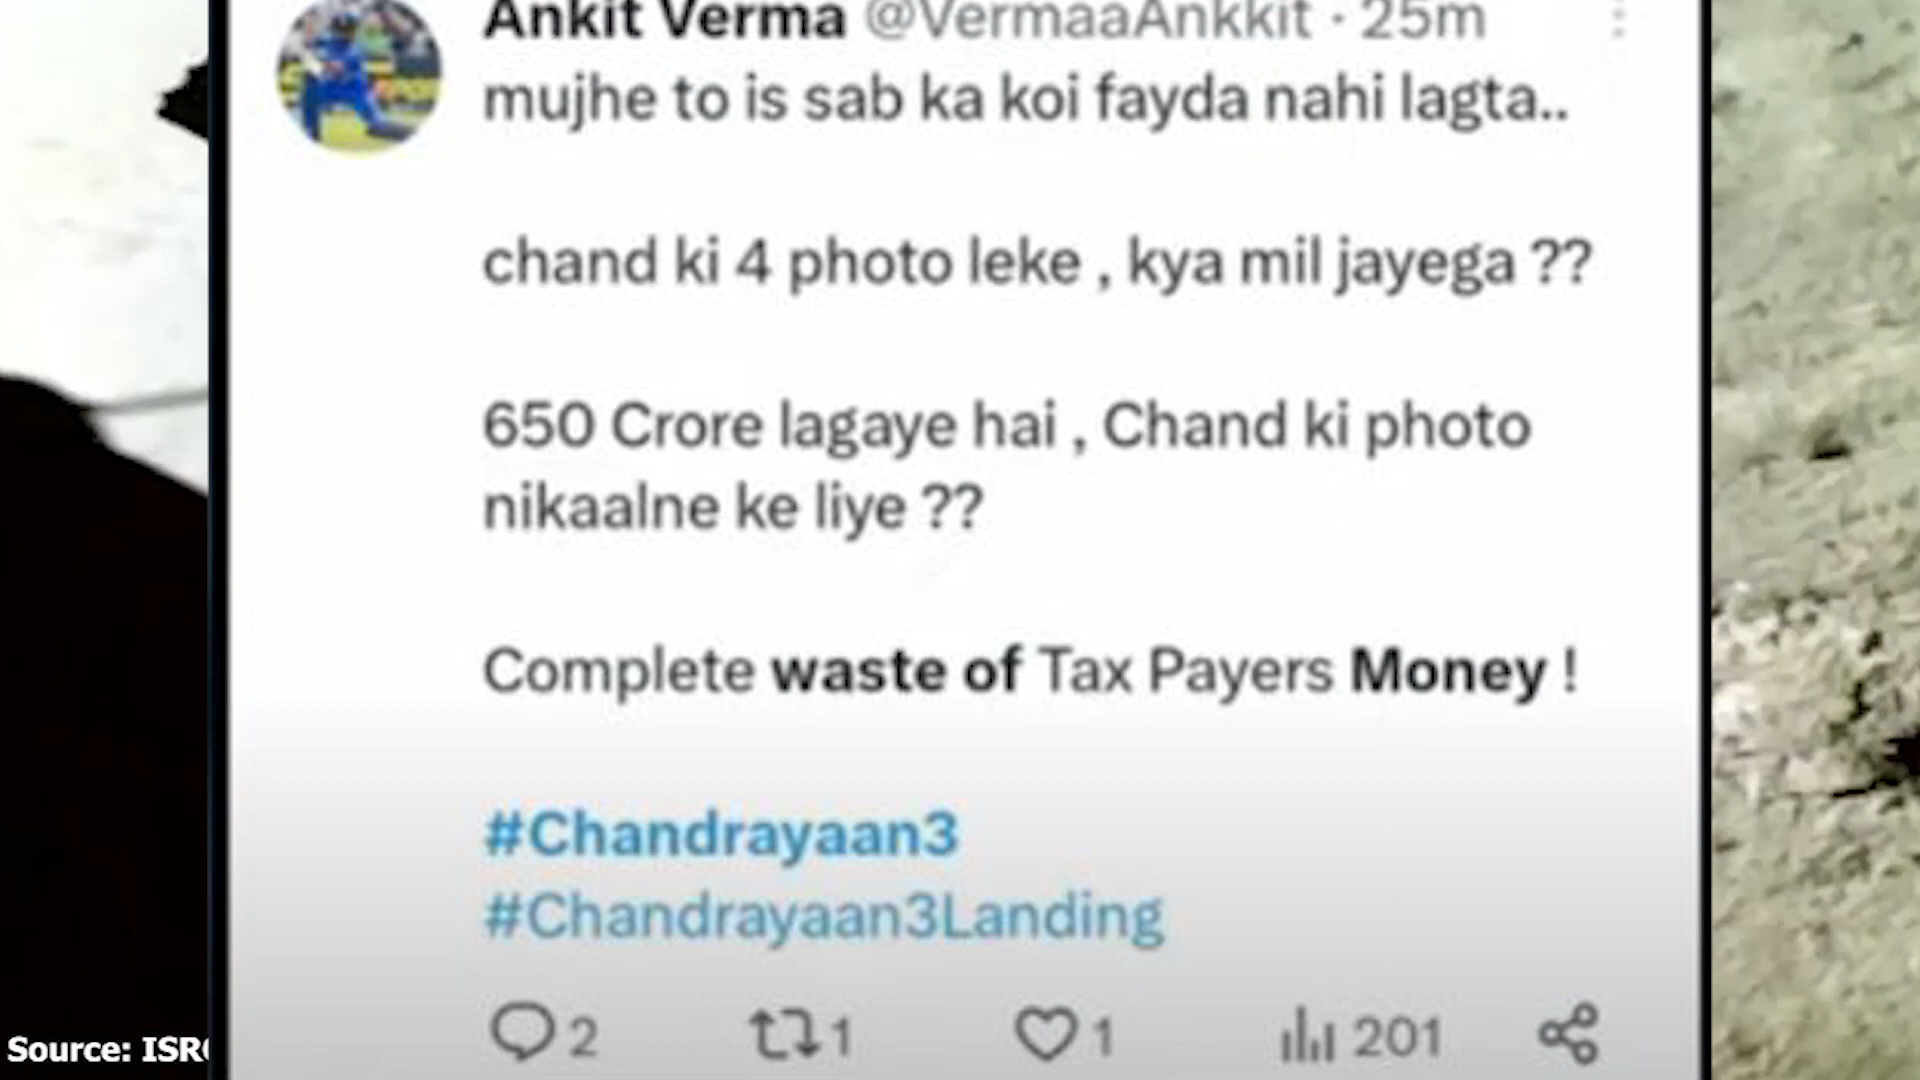 Ankit Verma @VermaaAnkkit · 25m
mujhe to is sab ka koi fayda nahi lagta..
chand ki 4 photo leke , kya mil jayega ??
650 Crore lagaye hai , Chand ki photo
nikaalne ke liye ??
Complete waste of Tax Payers Money !
#Chandrayaan3
#Chandrayaan3Landing
2 1 1 201
Source: ISR